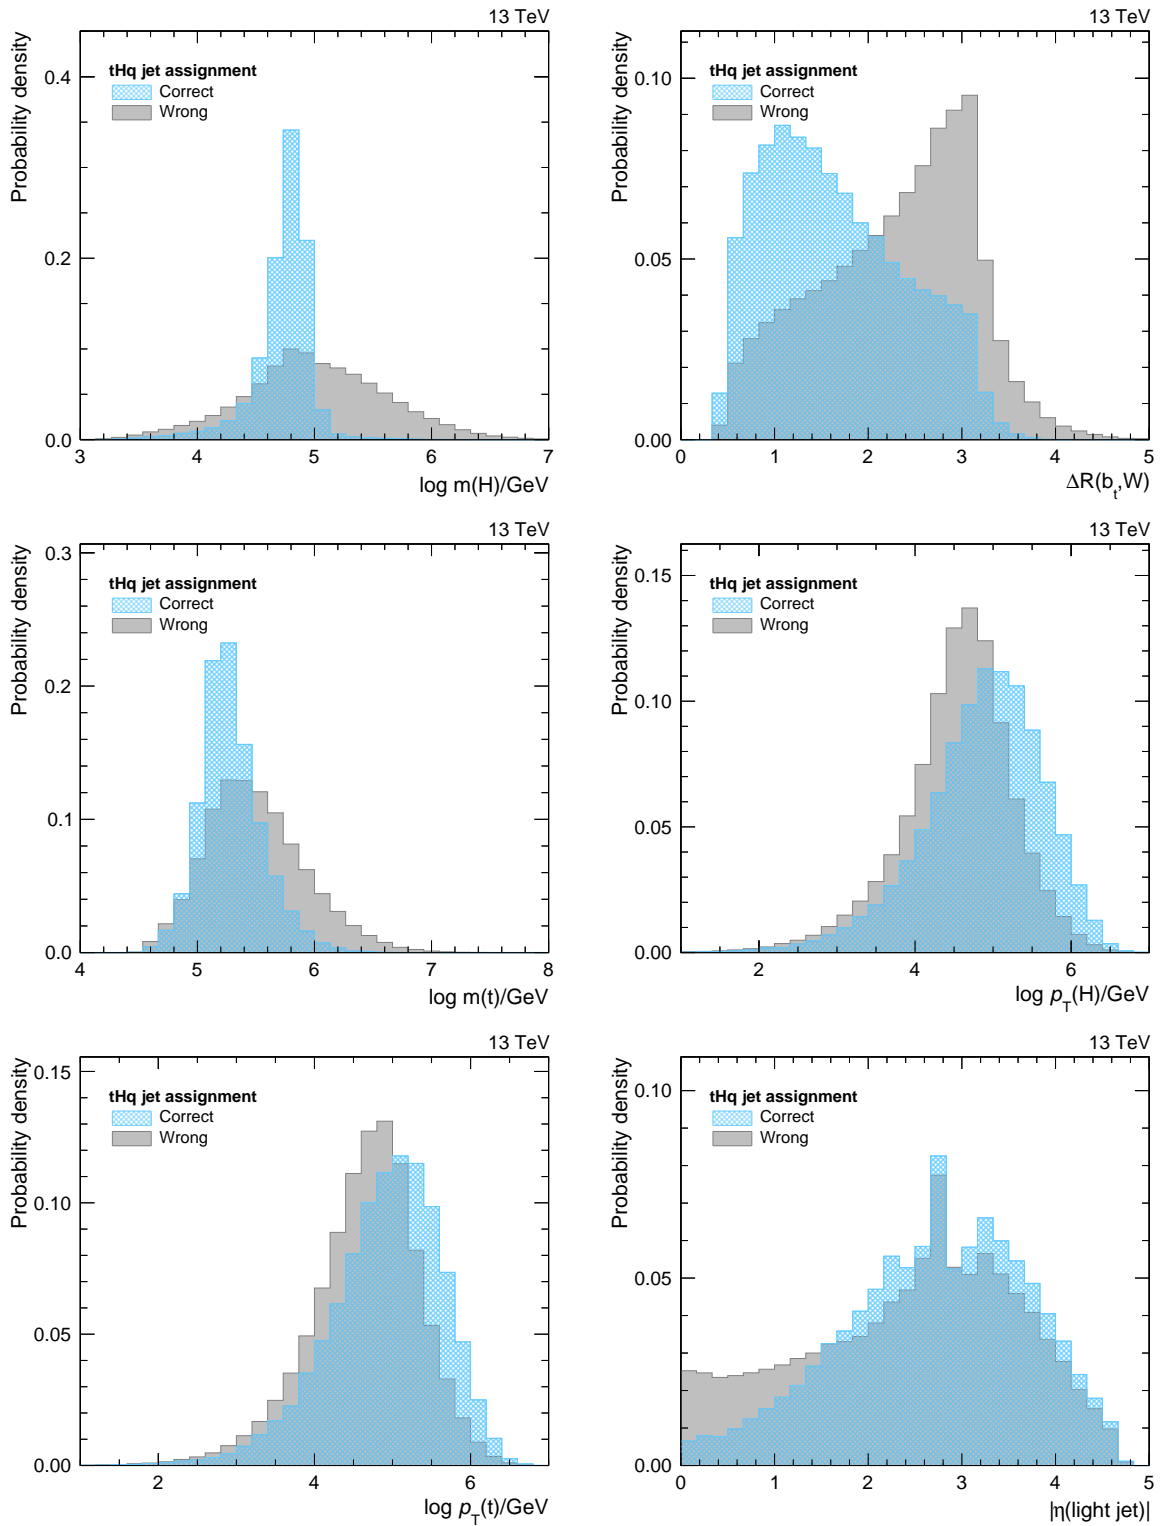 13 TeV
Probability density
0.4
0.2
0.0
tHq jet assignment
Correct
Wrong
3 4 5 6 7
log m(H)/GeV
13 TeV
Probability density
0.10
0.05
0.00
tHq jet assignment
Correct
Wrong
0 1 2 3 4 5
ΔR(b_t,W)
13 TeV
Probability density
0.3
0.2
0.1
0.0
tHq jet assignment
Correct
Wrong
4 5 6 7 8
log m(t)/GeV
13 TeV
Probability density
0.15
0.10
0.05
0.00
tHq jet assignment
Correct
Wrong
2 4 6
log p_T(H)/GeV
13 TeV
Probability density
0.15
0.10
0.05
0.00
tHq jet assignment
Correct
Wrong
2 4 6
log p_T(t)/GeV
13 TeV
Probability density
0.10
0.05
0.00
tHq jet assignment
Correct
Wrong
0 1 2 3 4 5
|η(light jet)|